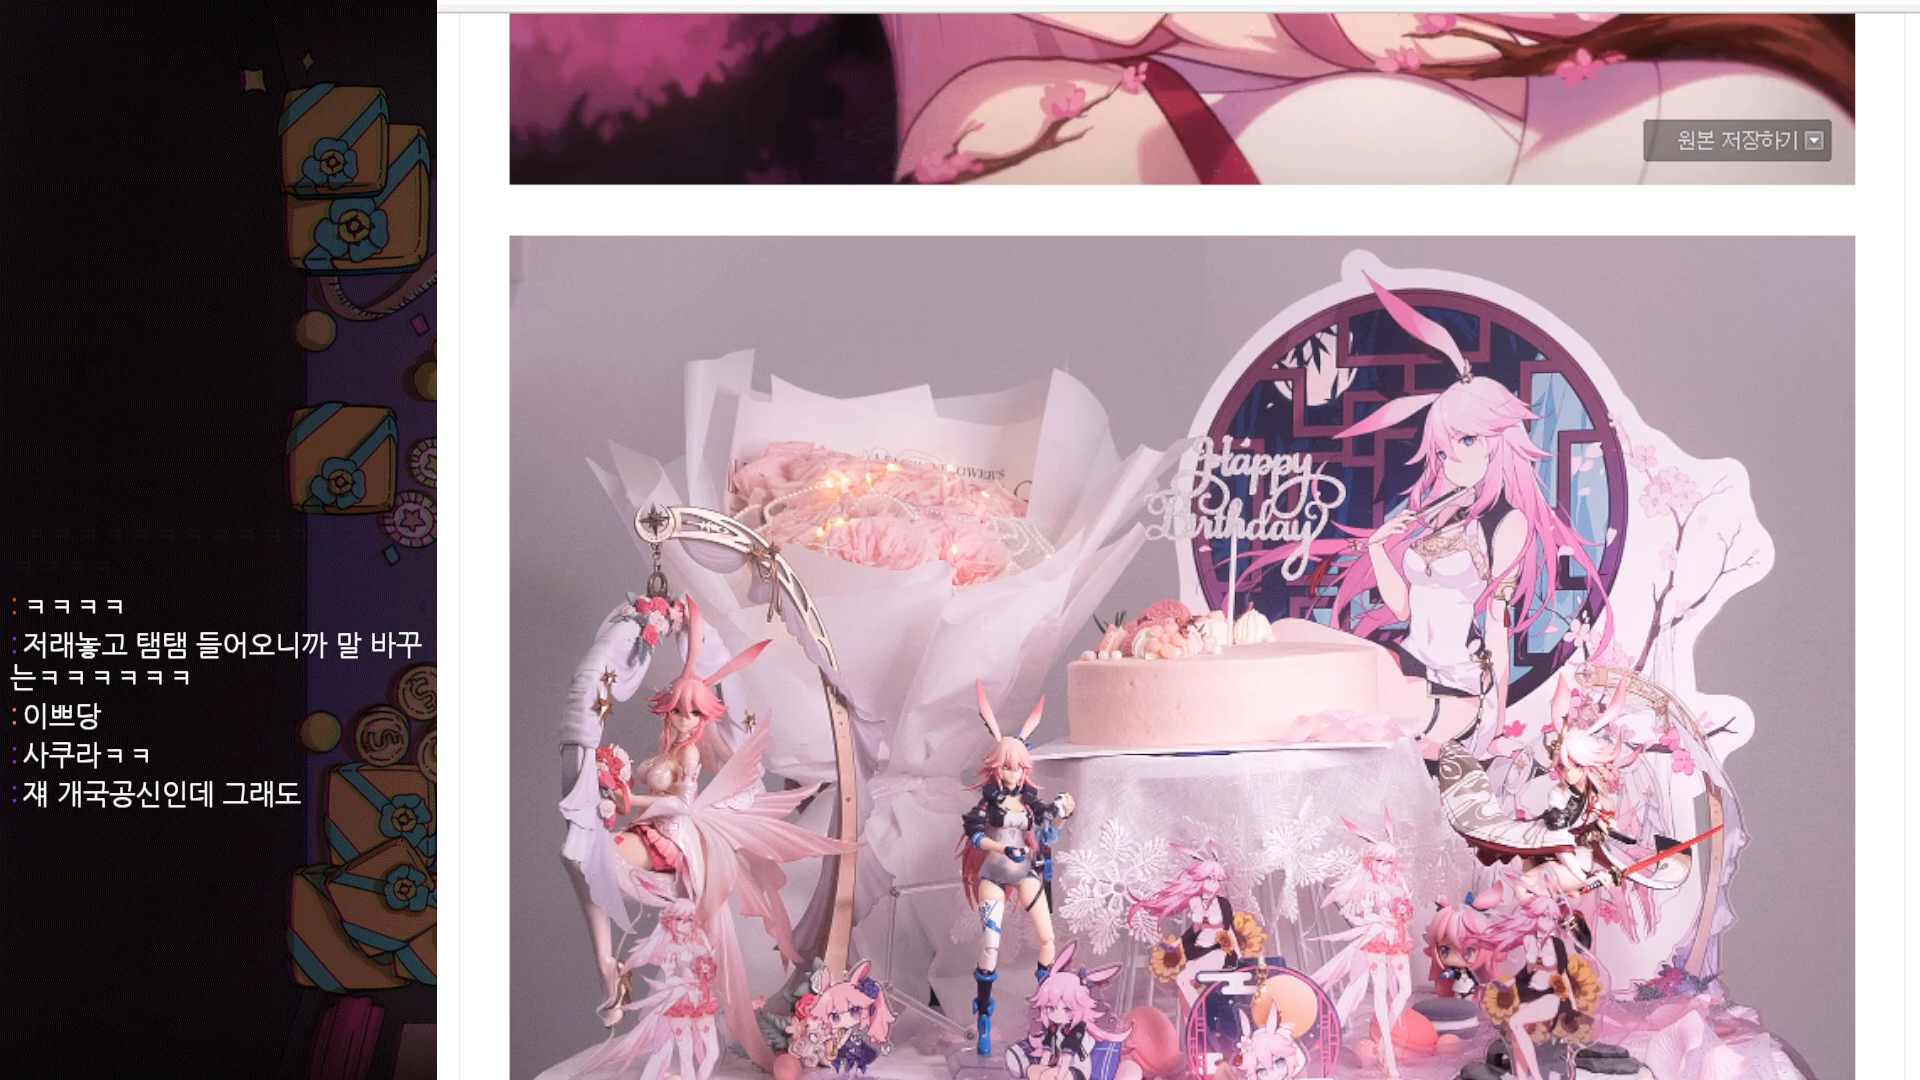 원본 저장하기
Happy
Birthday
:ㅋㅋㅋㅋ
:저래놓고 탬탬 들어오니까 말 바꾸
는ㅋㅋㅋㅋㅋㅋ
:이쁘당
:사쿠라ㅋㅋ
:쟤 개국공신인데 그래도